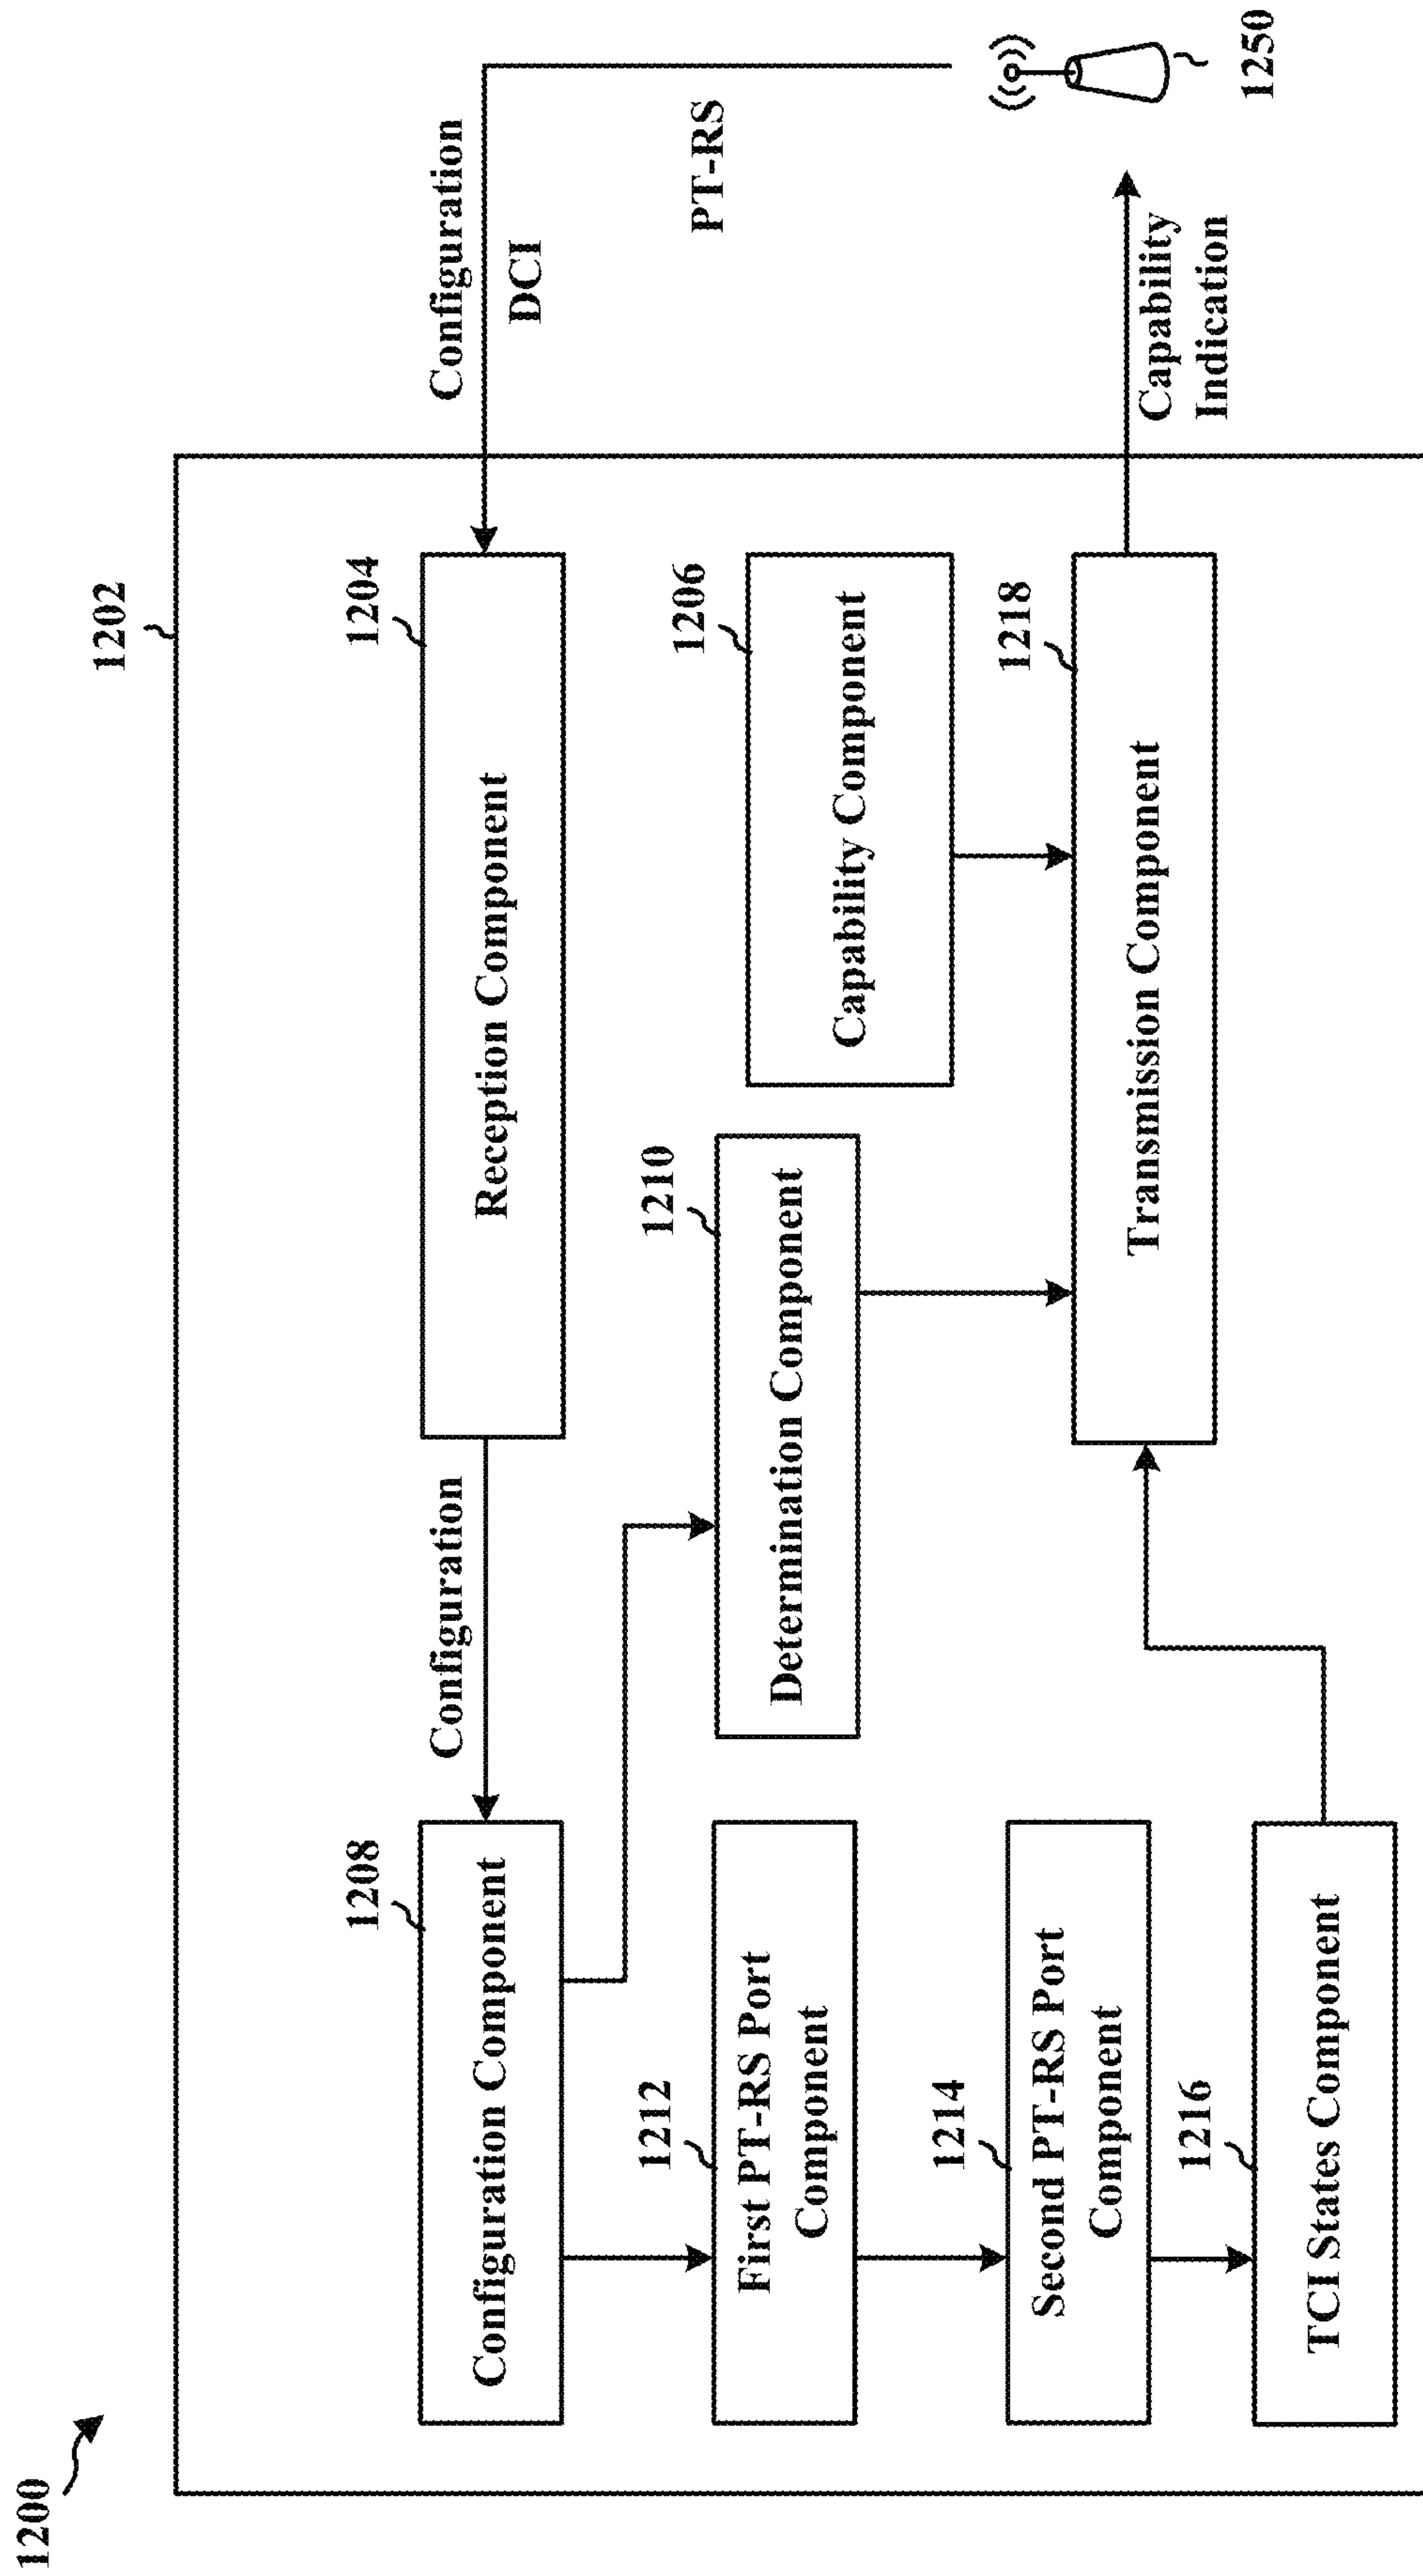 1200
1202
1208
Configuration Component
Configuration
1204
Reception Component
Configuration
DCI
PT-RS
1212
First PT-RS Port
Component
1210
Determination Component
1206
Capability Component
1214
Second PT-RS Port
Component
1218
Transmission Component
Capability
Indication
1250
1216
TCI States Component